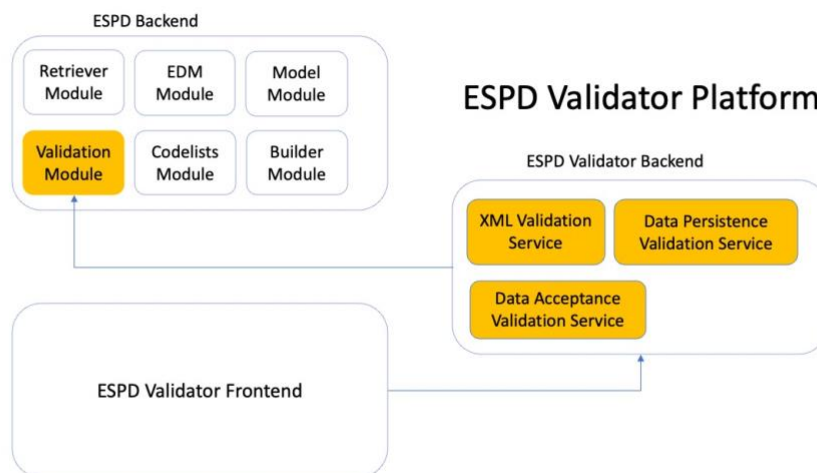 ESPD Backend
Retriever
Module
EDM
Module
Model
Module
Validation
Module
Codelists
Module
Builder
Module
ESPD Validator Platform
ESPD Validator Backend
XML Validation
Service
Data Persistence
Validation Service
Data Acceptance
Validation Service
ESPD Validator Frontend